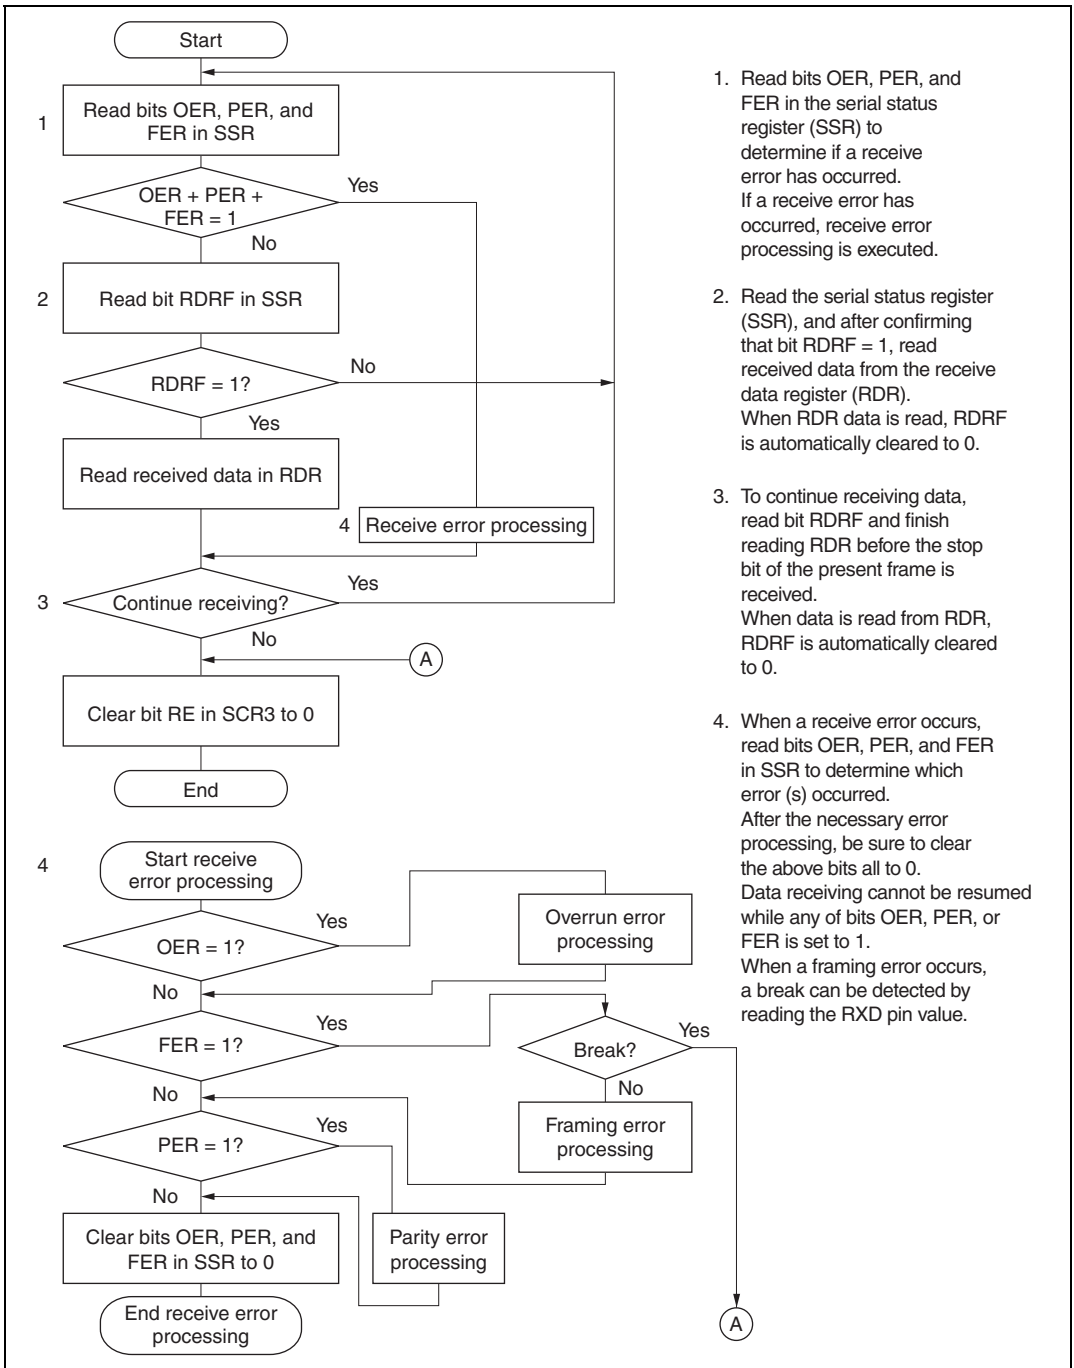 Start
1
Read bits OER, PER, and
FER in SSR
OER + PER +
FER = 1
Yes
No
2
Read bit RDRF in SSR
RDRF = 1?
No
Yes
Read received data in RDR
4
Receive error processing
3
Continue receiving?
Yes
No
A
Clear bit RE in SCR3 to 0
End
4
Start receive
error processing
OER = 1?
Yes
Overrun error
processing
No
FER = 1?
Yes
Break?
Yes
No
No
Framing error
processing
PER = 1?
Yes
No
Clear bits OER, PER, and
FER in SSR to 0
Parity error
processing
End receive error
processing
A
1. Read bits OER, PER, and
FER in the serial status
register (SSR) to
determine if a receive
error has occurred.
If a receive error has
occurred, receive error
processing is executed.
2. Read the serial status register
(SSR), and after confirming
that bit RDRF = 1, read
received data from the receive
data register (RDR).
When RDR data is read, RDRF
is automatically cleared to 0.
3. To continue receiving data,
read bit RDRF and finish
reading RDR before the stop
bit of the present frame is
received.
When data is read from RDR,
RDRF is automatically cleared
to 0.
4. When a receive error occurs,
read bits OER, PER, and FER
in SSR to determine which
error (s) occurred.
After the necessary error
processing, be sure to clear
the above bits all to 0.
Data receiving cannot be resumed
while any of bits OER, PER, or
FER is set to 1.
When a framing error occurs,
a break can be detected by
reading the RXD pin value.